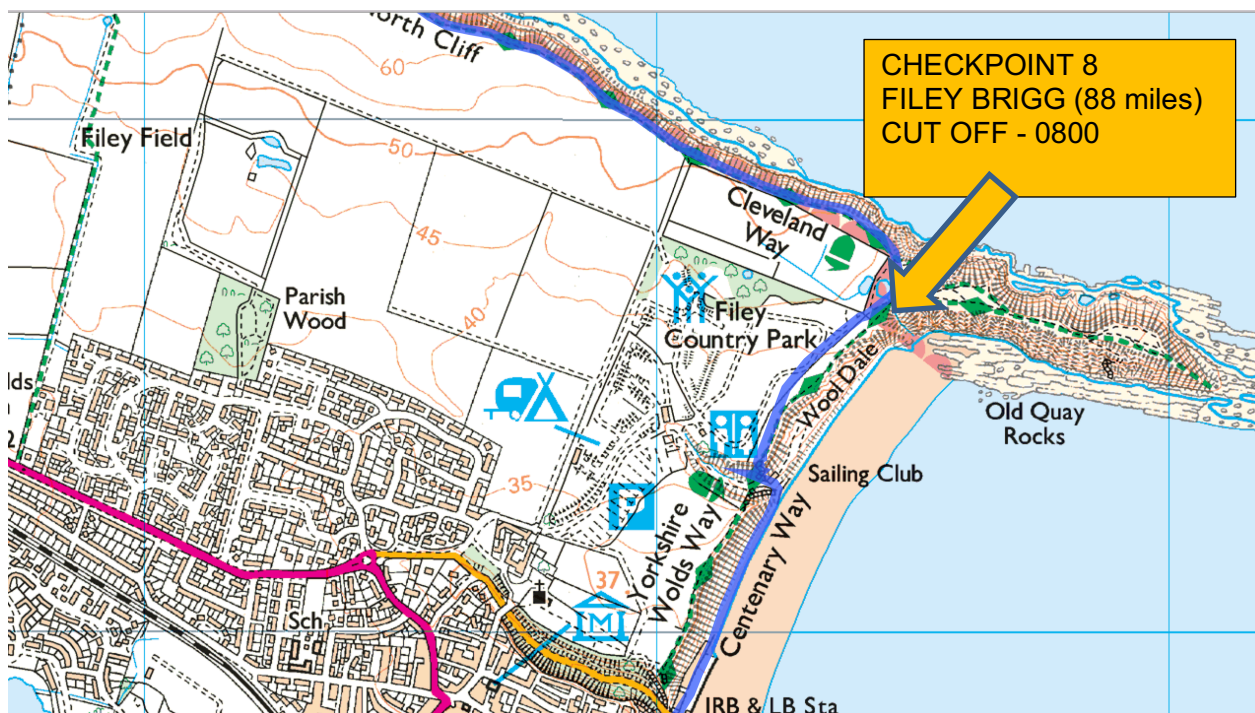 North Cliff
60
CHECKPOINT 8
FILEY BRIGG (88 miles)
CUT OFF - 0800
Filey Field
50
Cleveland
Way
45
Parish
Wood
40
Filey
Country Park
Wool Dale
Old Quay
Rocks
lds
35
Sailing Club
P
Yorkshire
Wolds Way
Centenary Way
37
M
Sch
IRB & LB Sta